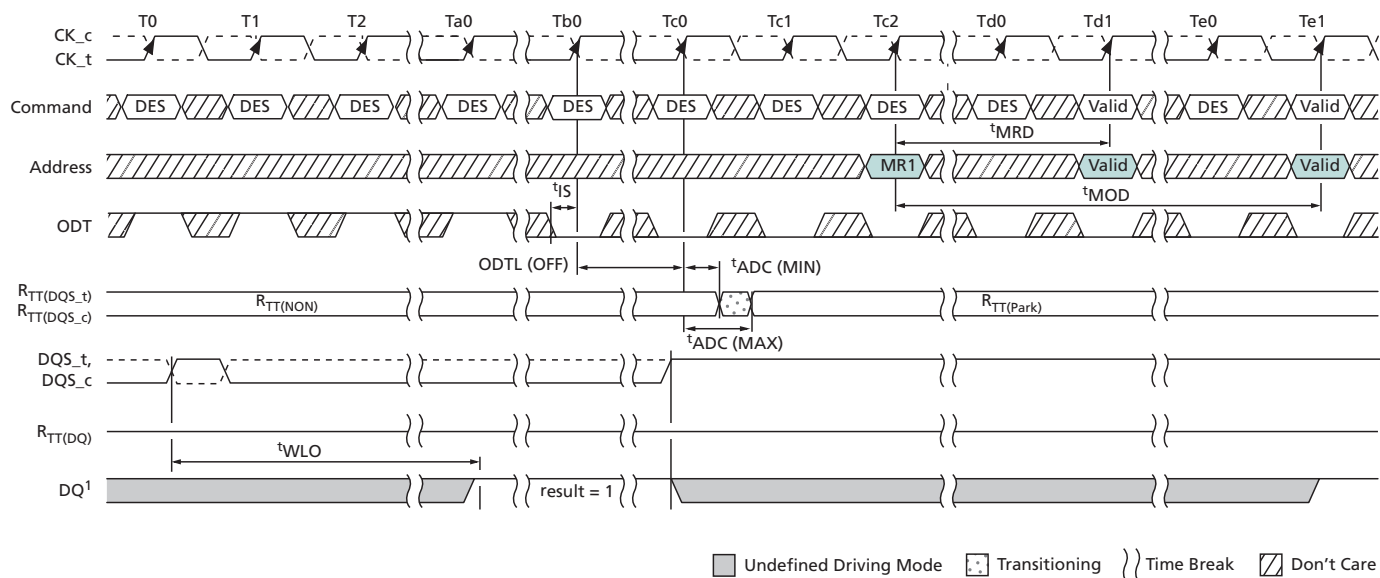 T0 T1 T2 Ta0 Tb0 Tc0 Tc1 Tc2 Td0 Td1 Te0 Te1
CK_c
CK_t
Command DES DES DES DES DES DES DES DES DES Valid DES Valid
tMRD
Address MR1 Valid Valid
tIS
tMOD
ODT
ODTL (OFF) tADC (MIN)
RTT(DQS_t)
RTT(DQS_c)
RTT(NON) RTT(Park)
tADC (MAX)
DQS_t,
DQS_c
RTT(DQ)
tWLO
DQ1 result = 1
Undefined Driving Mode Transitioning Time Break Don't Care